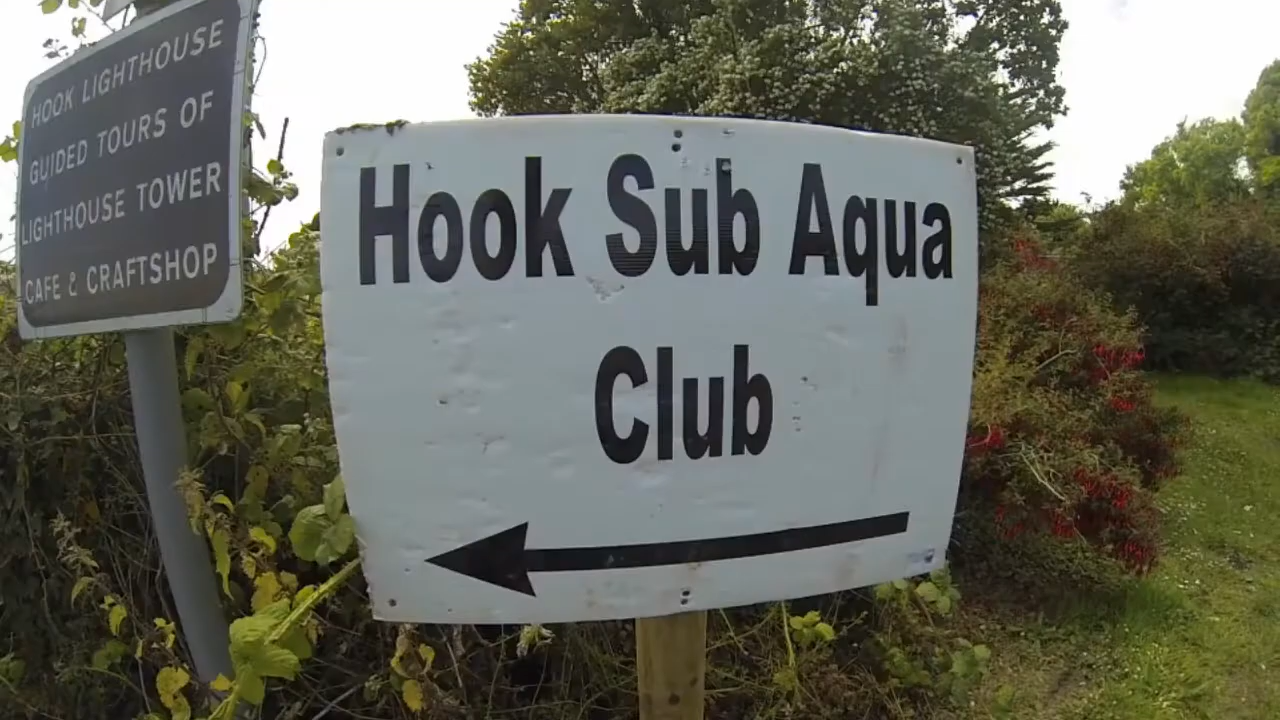 HOOK LIGHTHOUSE
GUIDED TOURS OF
LIGHTHOUSE TOWER
CAFE & CRAFTSHOP
Hook Sub Aqua
Club